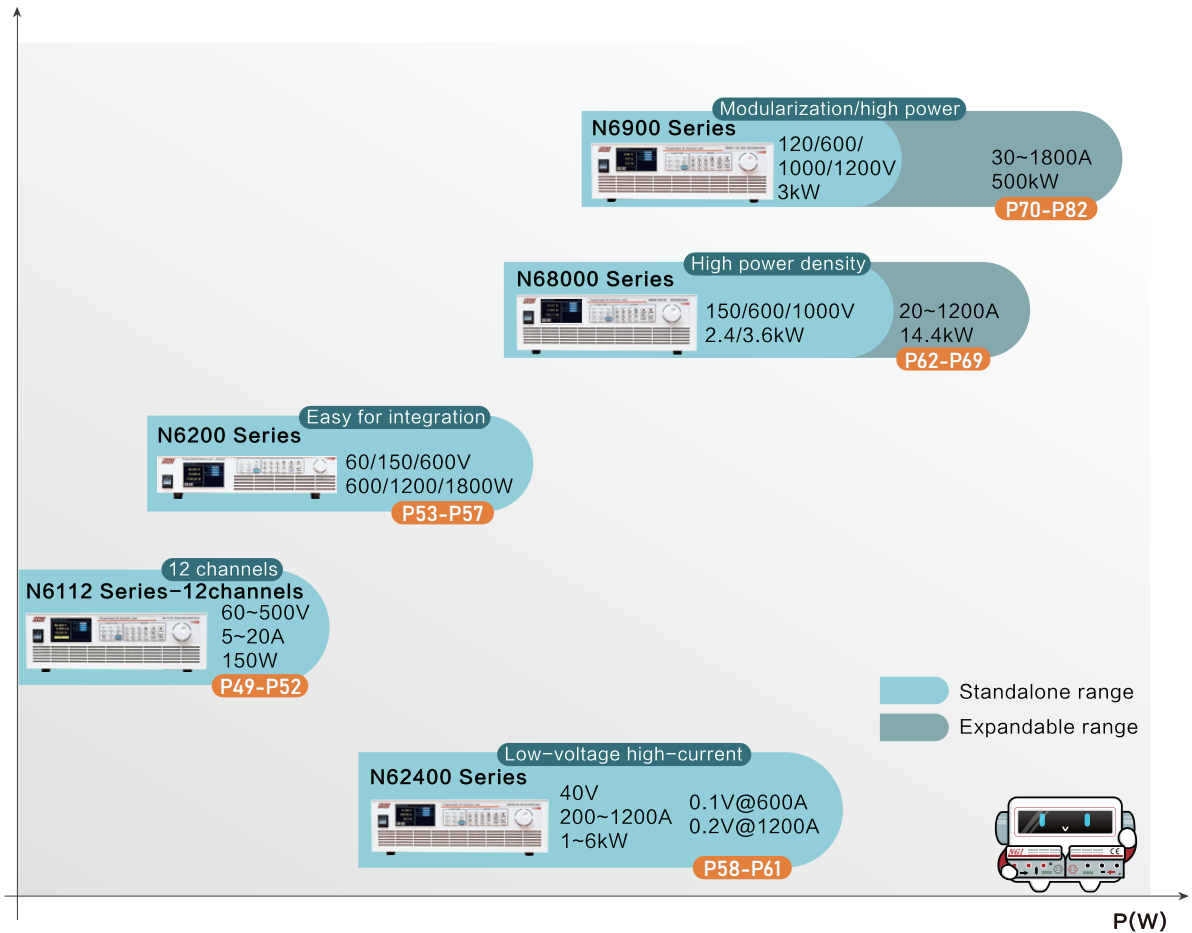 Modularization/high power
N6900 Series
120/600/
1000/1200V
3kW
30~1800A
500kW
P70-P82
High power density
N68000 Series
150/600/1000V
2.4/3.6kW
20~1200A
14.4kW
P62-P69
Easy for integration
N6200 Series
60/150/600V
600/1200/1800W
P53-P57
12 channels
N6112 Series-12channels
60~500V
5~20A
150W
P49-P52
Standalone range
Expandable range
Low-voltage high-current
N62400 Series
40V
200~1200A
1~6kW
0.1V@600A
0.2V@1200A
P58-P61
NGI
CE
P(W)